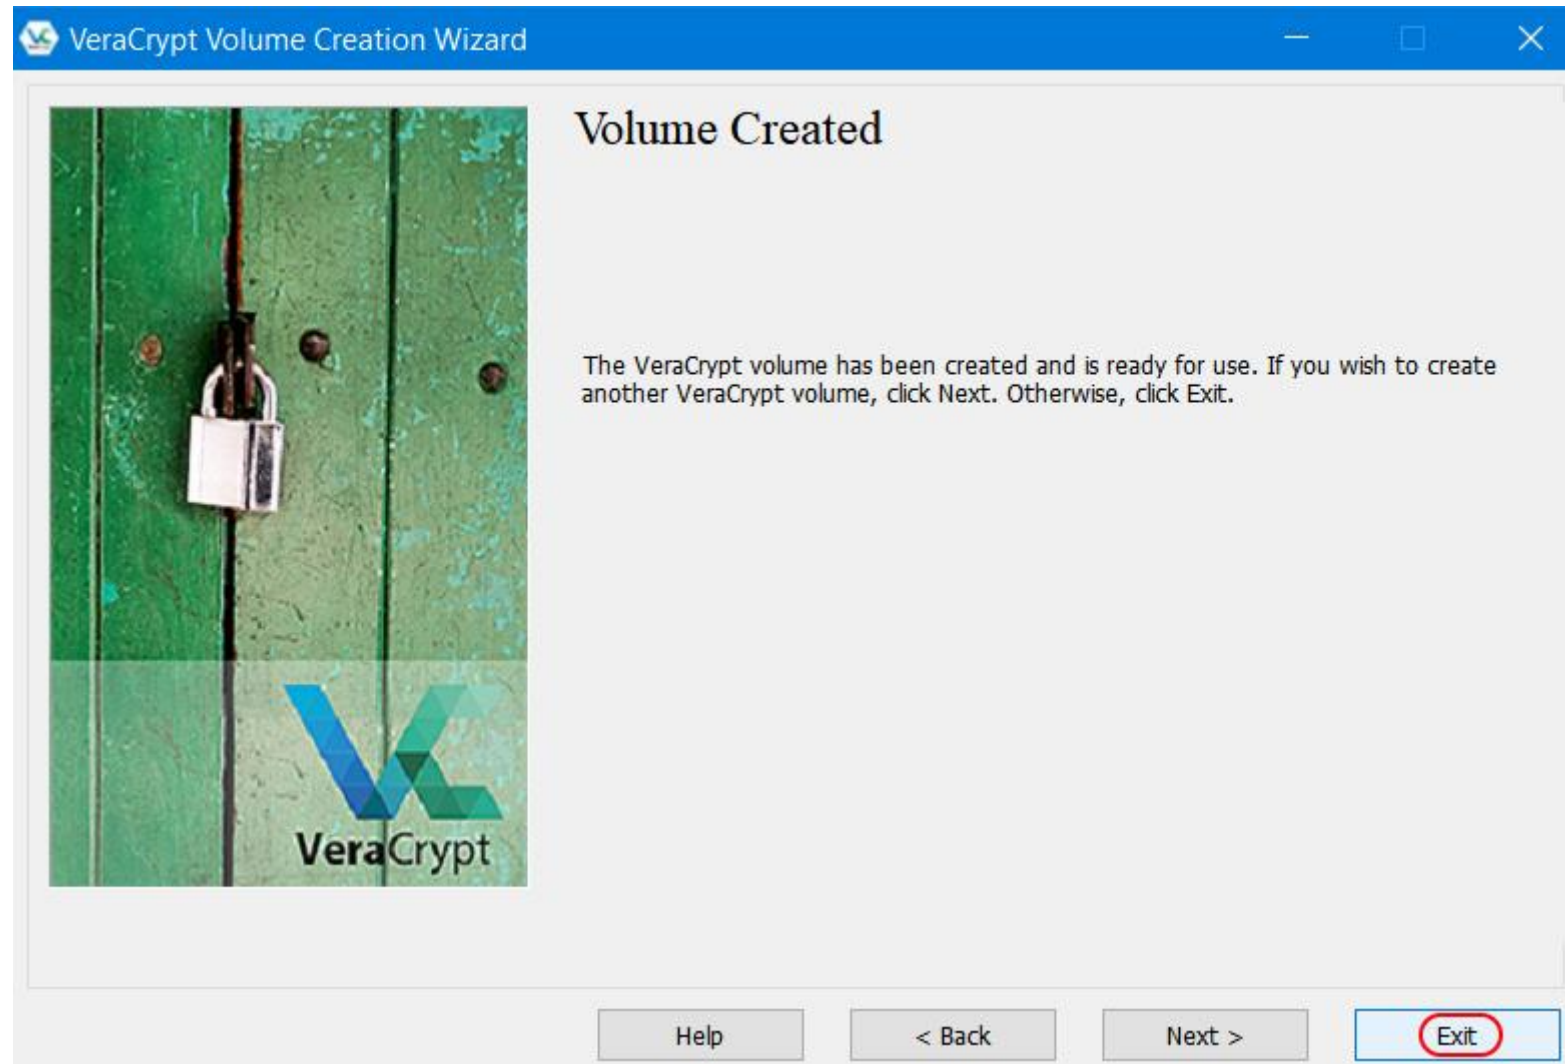 VeraCrypt Volume Creation Wizard
Volume Created
The VeraCrypt volume has been created and is ready for use. If you wish to create
another VeraCrypt volume, click Next. Otherwise, click Exit.
VeraCrypt
Help
< Back
Next >
Exit